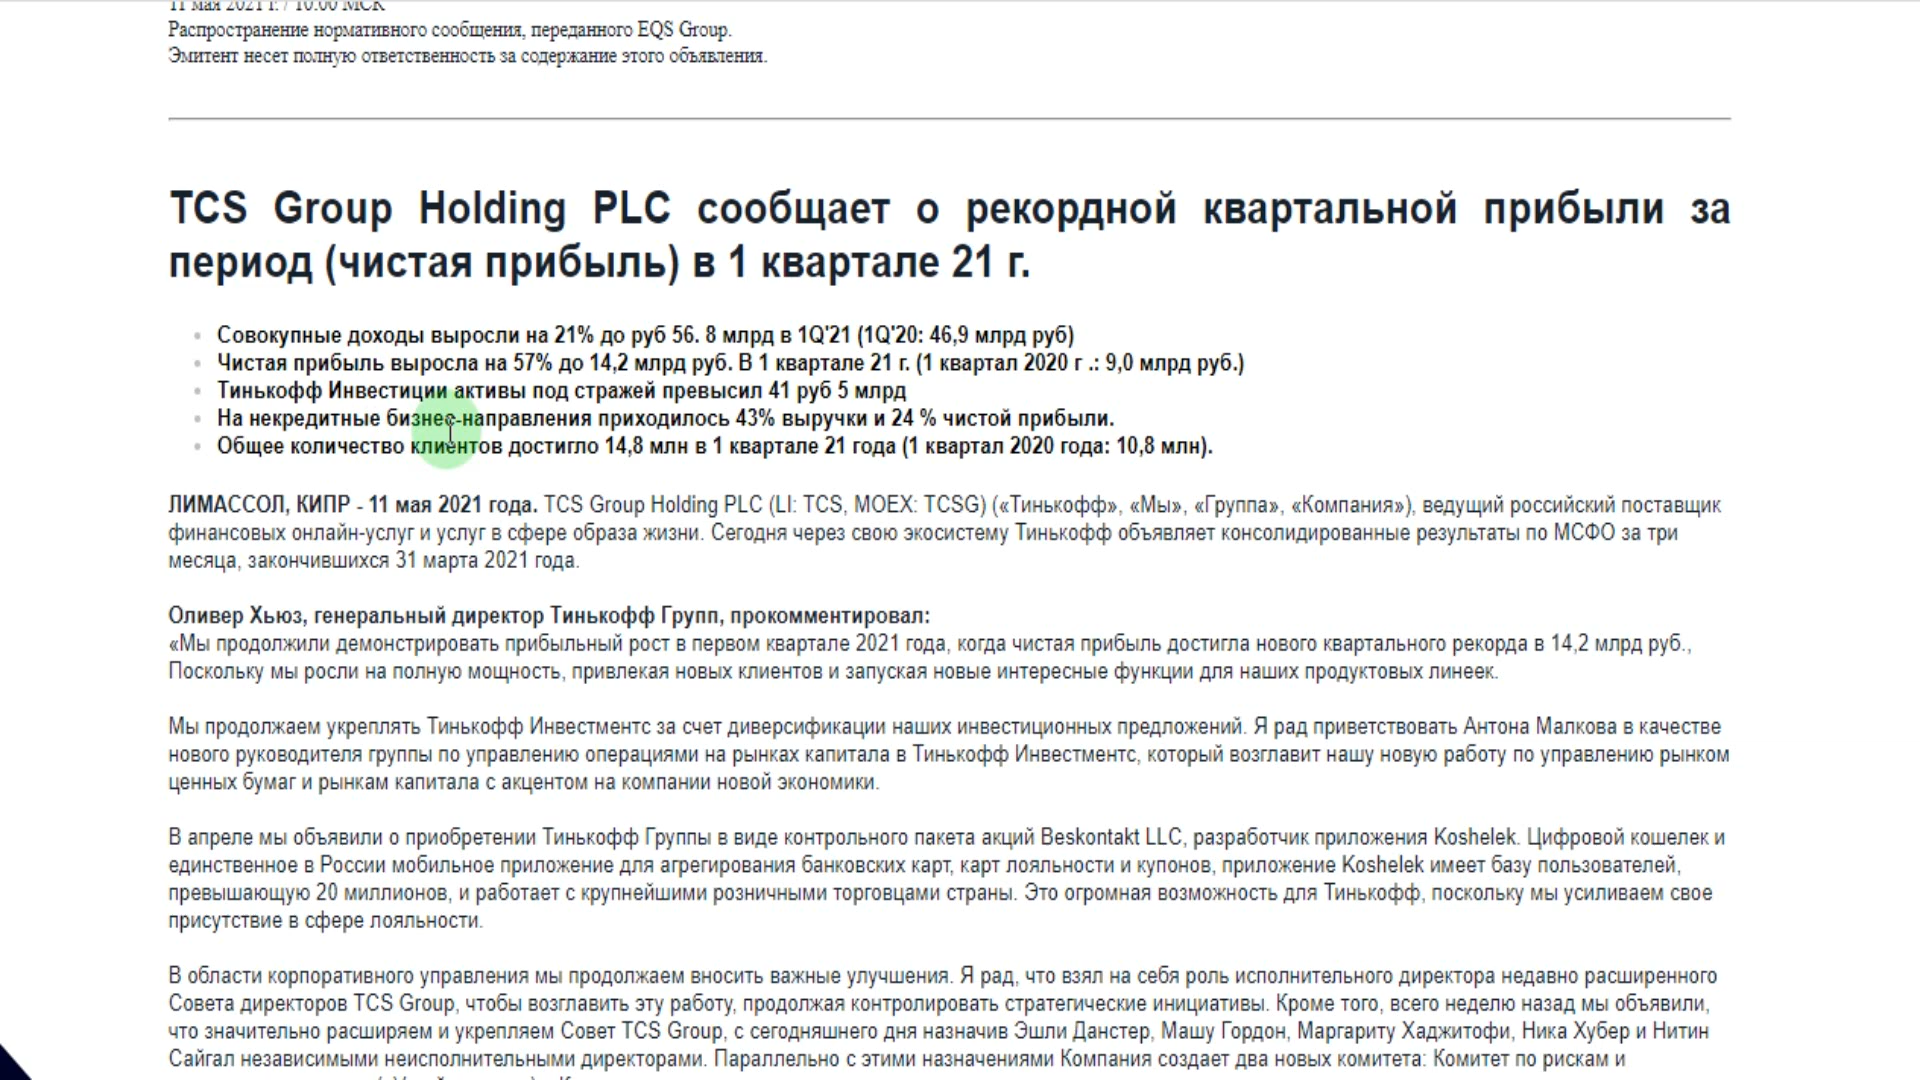 11 мая 2021 г. / 10:00 МСК
Распространение нормативного сообщения, переданного EQS Group.
Эмитент несет полную ответственность за содержание этого объявления.
TCS Group Holding PLC сообщает о рекордной квартальной прибыли за
период (чистая прибыль) в 1 квартале 21 г.
Совокупные доходы выросли на 21% до руб 56. 8 млрд в 1Q'21 (1Q'20: 46,9 млрд руб)
Чистая прибыль выросла на 57% до 14,2 млрд руб. В 1 квартале 21 г. (1 квартал 2020 г .: 9,0 млрд руб.)
Тинькофф Инвестиции активы под стражей превысил 41 руб 5 млрд
На некредитные бизнес-направления приходилось 43% выручки и 24 % чистой прибыли.
Общее количество клиентов достигло 14,8 млн в 1 квартале 21 года (1 квартал 2020 года: 10,8 млн).
ЛИМАССОЛ, КИПР - 11 мая 2021 года. TCS Group Holding PLC (LI: TCS, MOEX: TCSG) («Тинькофф», «Мы», «Группа», «Компания»), ведущий российский поставщик
финансовых онлайн-услуг и услуг в сфере образа жизни. Сегодня через свою экосистему Тинькофф объявляет консолидированные результаты по МСФО за три
месяца, закончившихся 31 марта 2021 года.
Оливер Хьюз, генеральный директор Тинькофф Групп, прокомментировал:
«Мы продолжили демонстрировать прибыльный рост в первом квартале 2021 года, когда чистая прибыль достигла нового квартального рекорда в 14,2 млрд руб.,
Поскольку мы росли на полную мощность, привлекая новых клиентов и запуская новые интересные функции для наших продуктовых линеек.
Мы продолжаем укреплять Тинькофф Инвестментс за счет диверсификации наших инвестиционных предложений. Я рад приветствовать Антона Малкова в качестве
нового руководителя группы по управлению операциями на рынках капитала в Тинькофф Инвестментс, который возглавит нашу новую работу по управлению рынком
ценных бумаг и рынкам капитала с акцентом на компании новой экономики.
В апреле мы объявили о приобретении Тинькофф Группы в виде контрольного пакета акций Beskontakt LLC, разработчик приложения Koshelek. Цифровой кошелек и
единственное в России мобильное приложение для агрегирования банковских карт, карт лояльности и купонов, приложение Koshelek имеет базу пользователей,
превышающую 20 миллионов, и работает с крупнейшими розничными торговцами страны. Это огромная возможность для Тинькофф, поскольку мы усиливаем свое
присутствие в сфере лояльности.
В области корпоративного управления мы продолжаем вносить важные улучшения. Я рад, что взял на себя роль исполнительного директора недавно расширенного
Совета директоров TCS Group, чтобы возглавить эту работу, продолжая контролировать стратегические инициативы. Кроме того, всего неделю назад мы объявили,
что значительно расширяем и укрепляем Совет TCS Group, с сегодняшнего дня назначив Эшли Данстер, Машу Гордон, Маргариту Хаджитофи, Ника Хубер и Нитин
Сайгал независимыми неисполнительными директорами. Параллельно с этими назначениями Компания создает два новых комитета: Комитет по рискам и